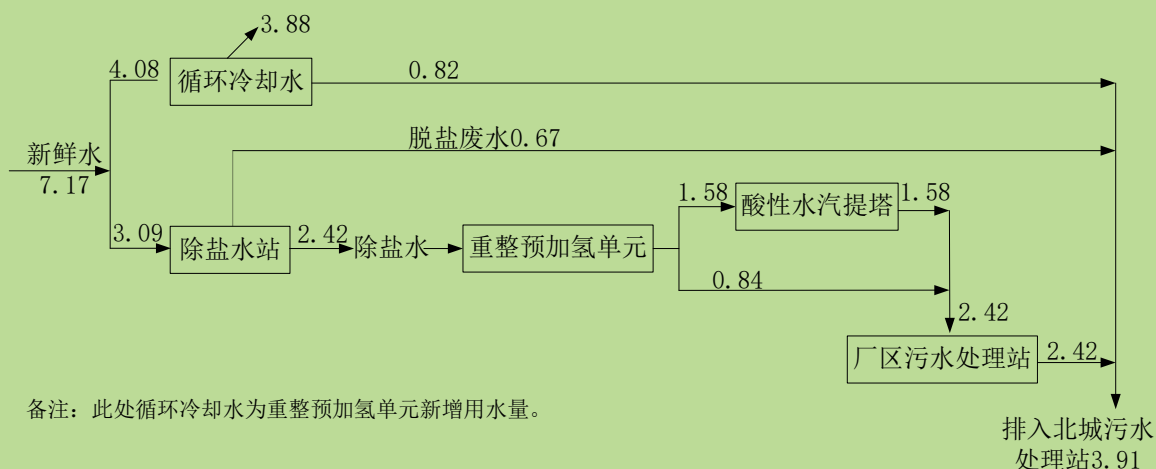 3.88
4.08
循环冷却水
0.82
脱盐废水0.67
新鲜水
7.17
1.58
酸性水汽提塔
1.58
3.09
除盐水站
2.42
除盐水
重整预加氢单元
0.84
2.42
厂区污水处理站
2.42
备注：此处循环冷却水为重整预加氢单元新增用水量。
排入北城污水
处理站3.91